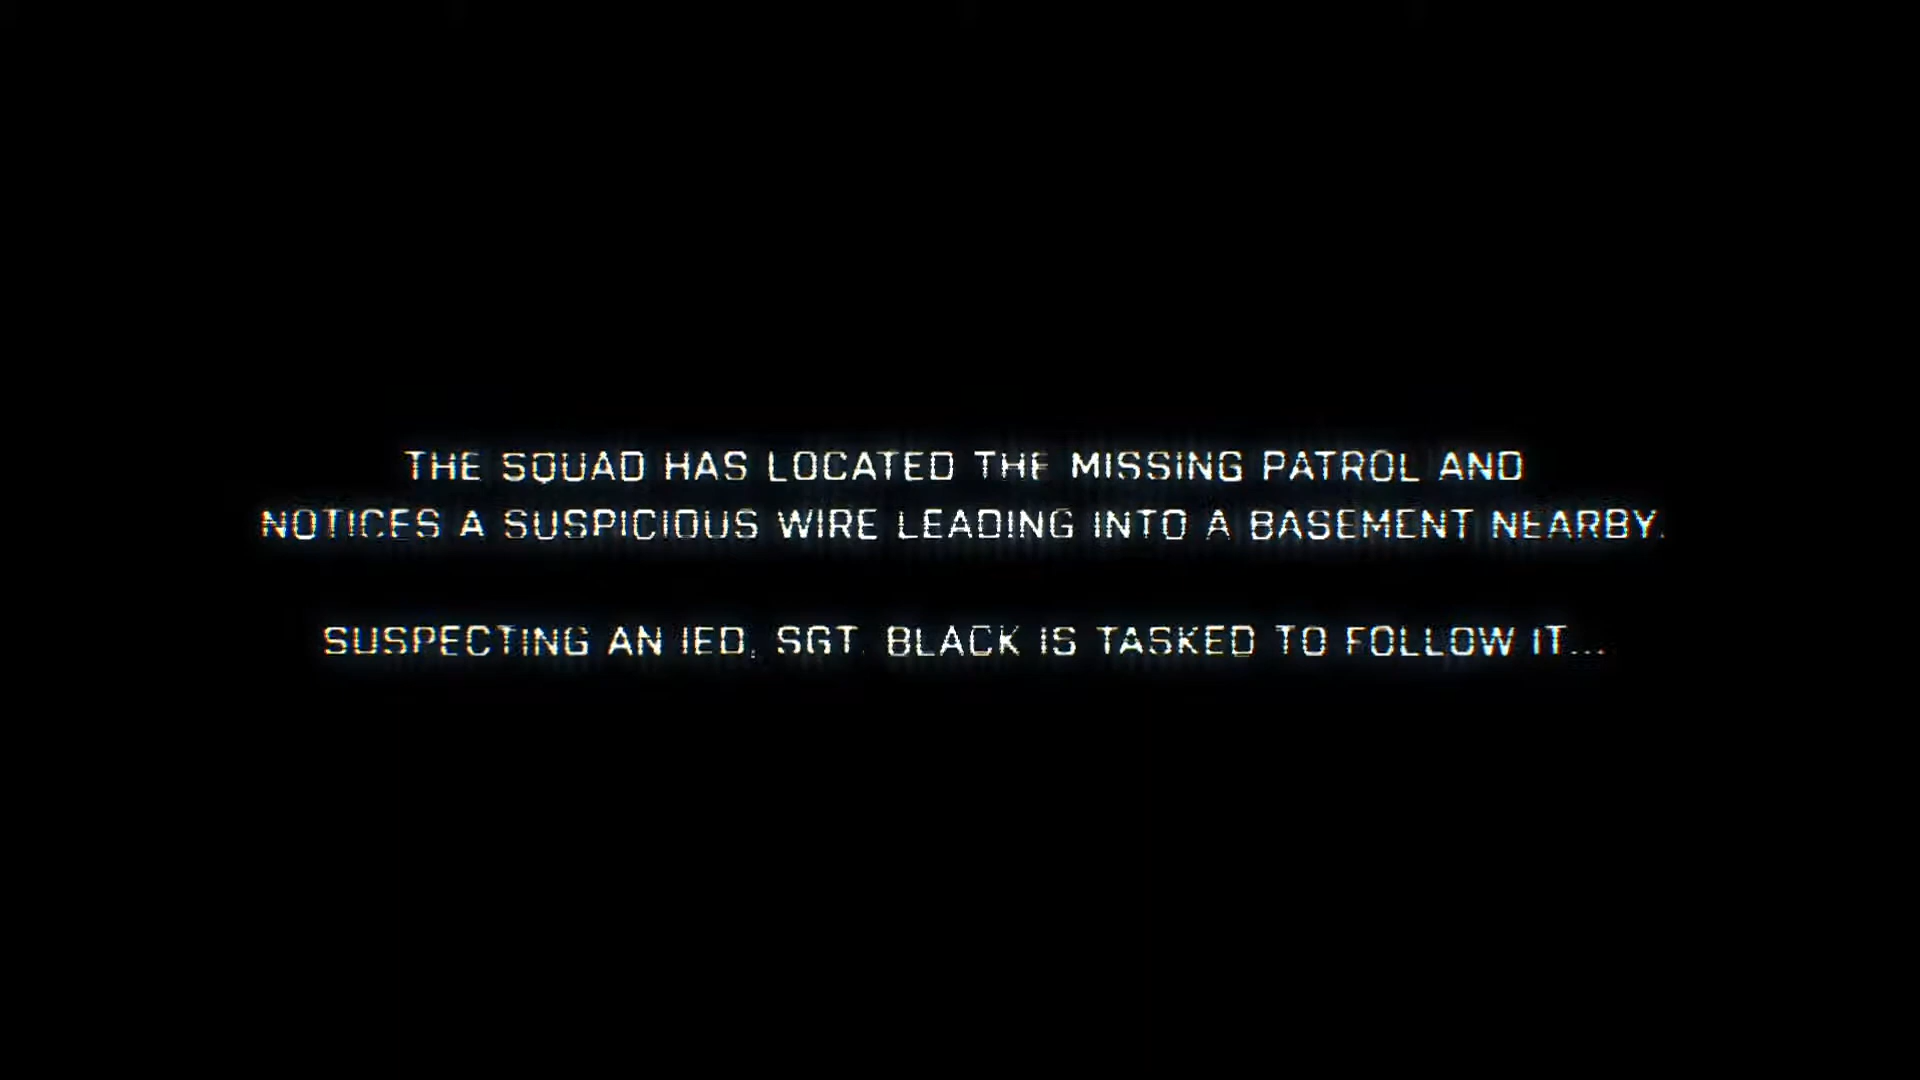 THE SQUAD HAS LOCATED THE MISSING PATROL AND
NOTICES A SUSPICIOUS WIRE LEADING INTO A BASEMENT NEARBY.
SUSPECTING AN IED, SGT. BLACK IS TASKED TO FOLLOW IT...